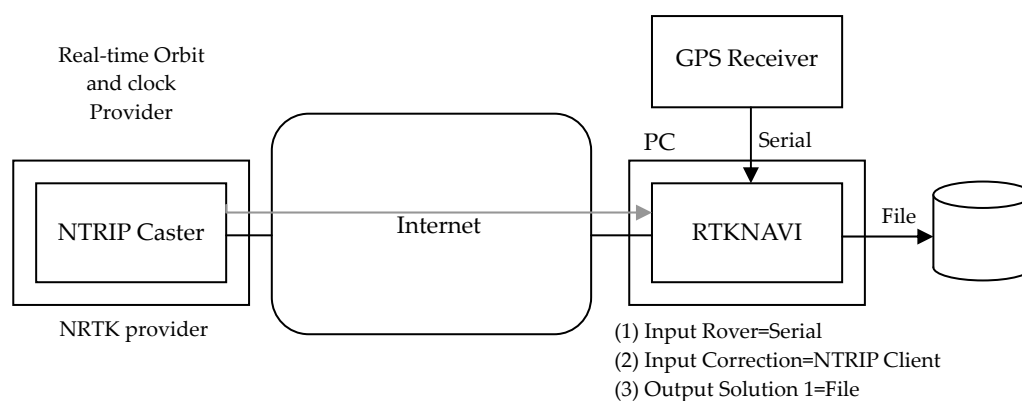 Real-time Orbit
and clock
Provider
GPS Receiver
Serial
PC
NTRIP Caster
Internet
RTKNAVI
File
NRTK provider
(1) Input Rover=Serial
(2) Input Correction=NTRIP Client
(3) Output Solution 1=File